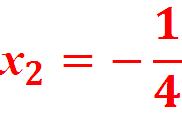 x₂ = -1/4